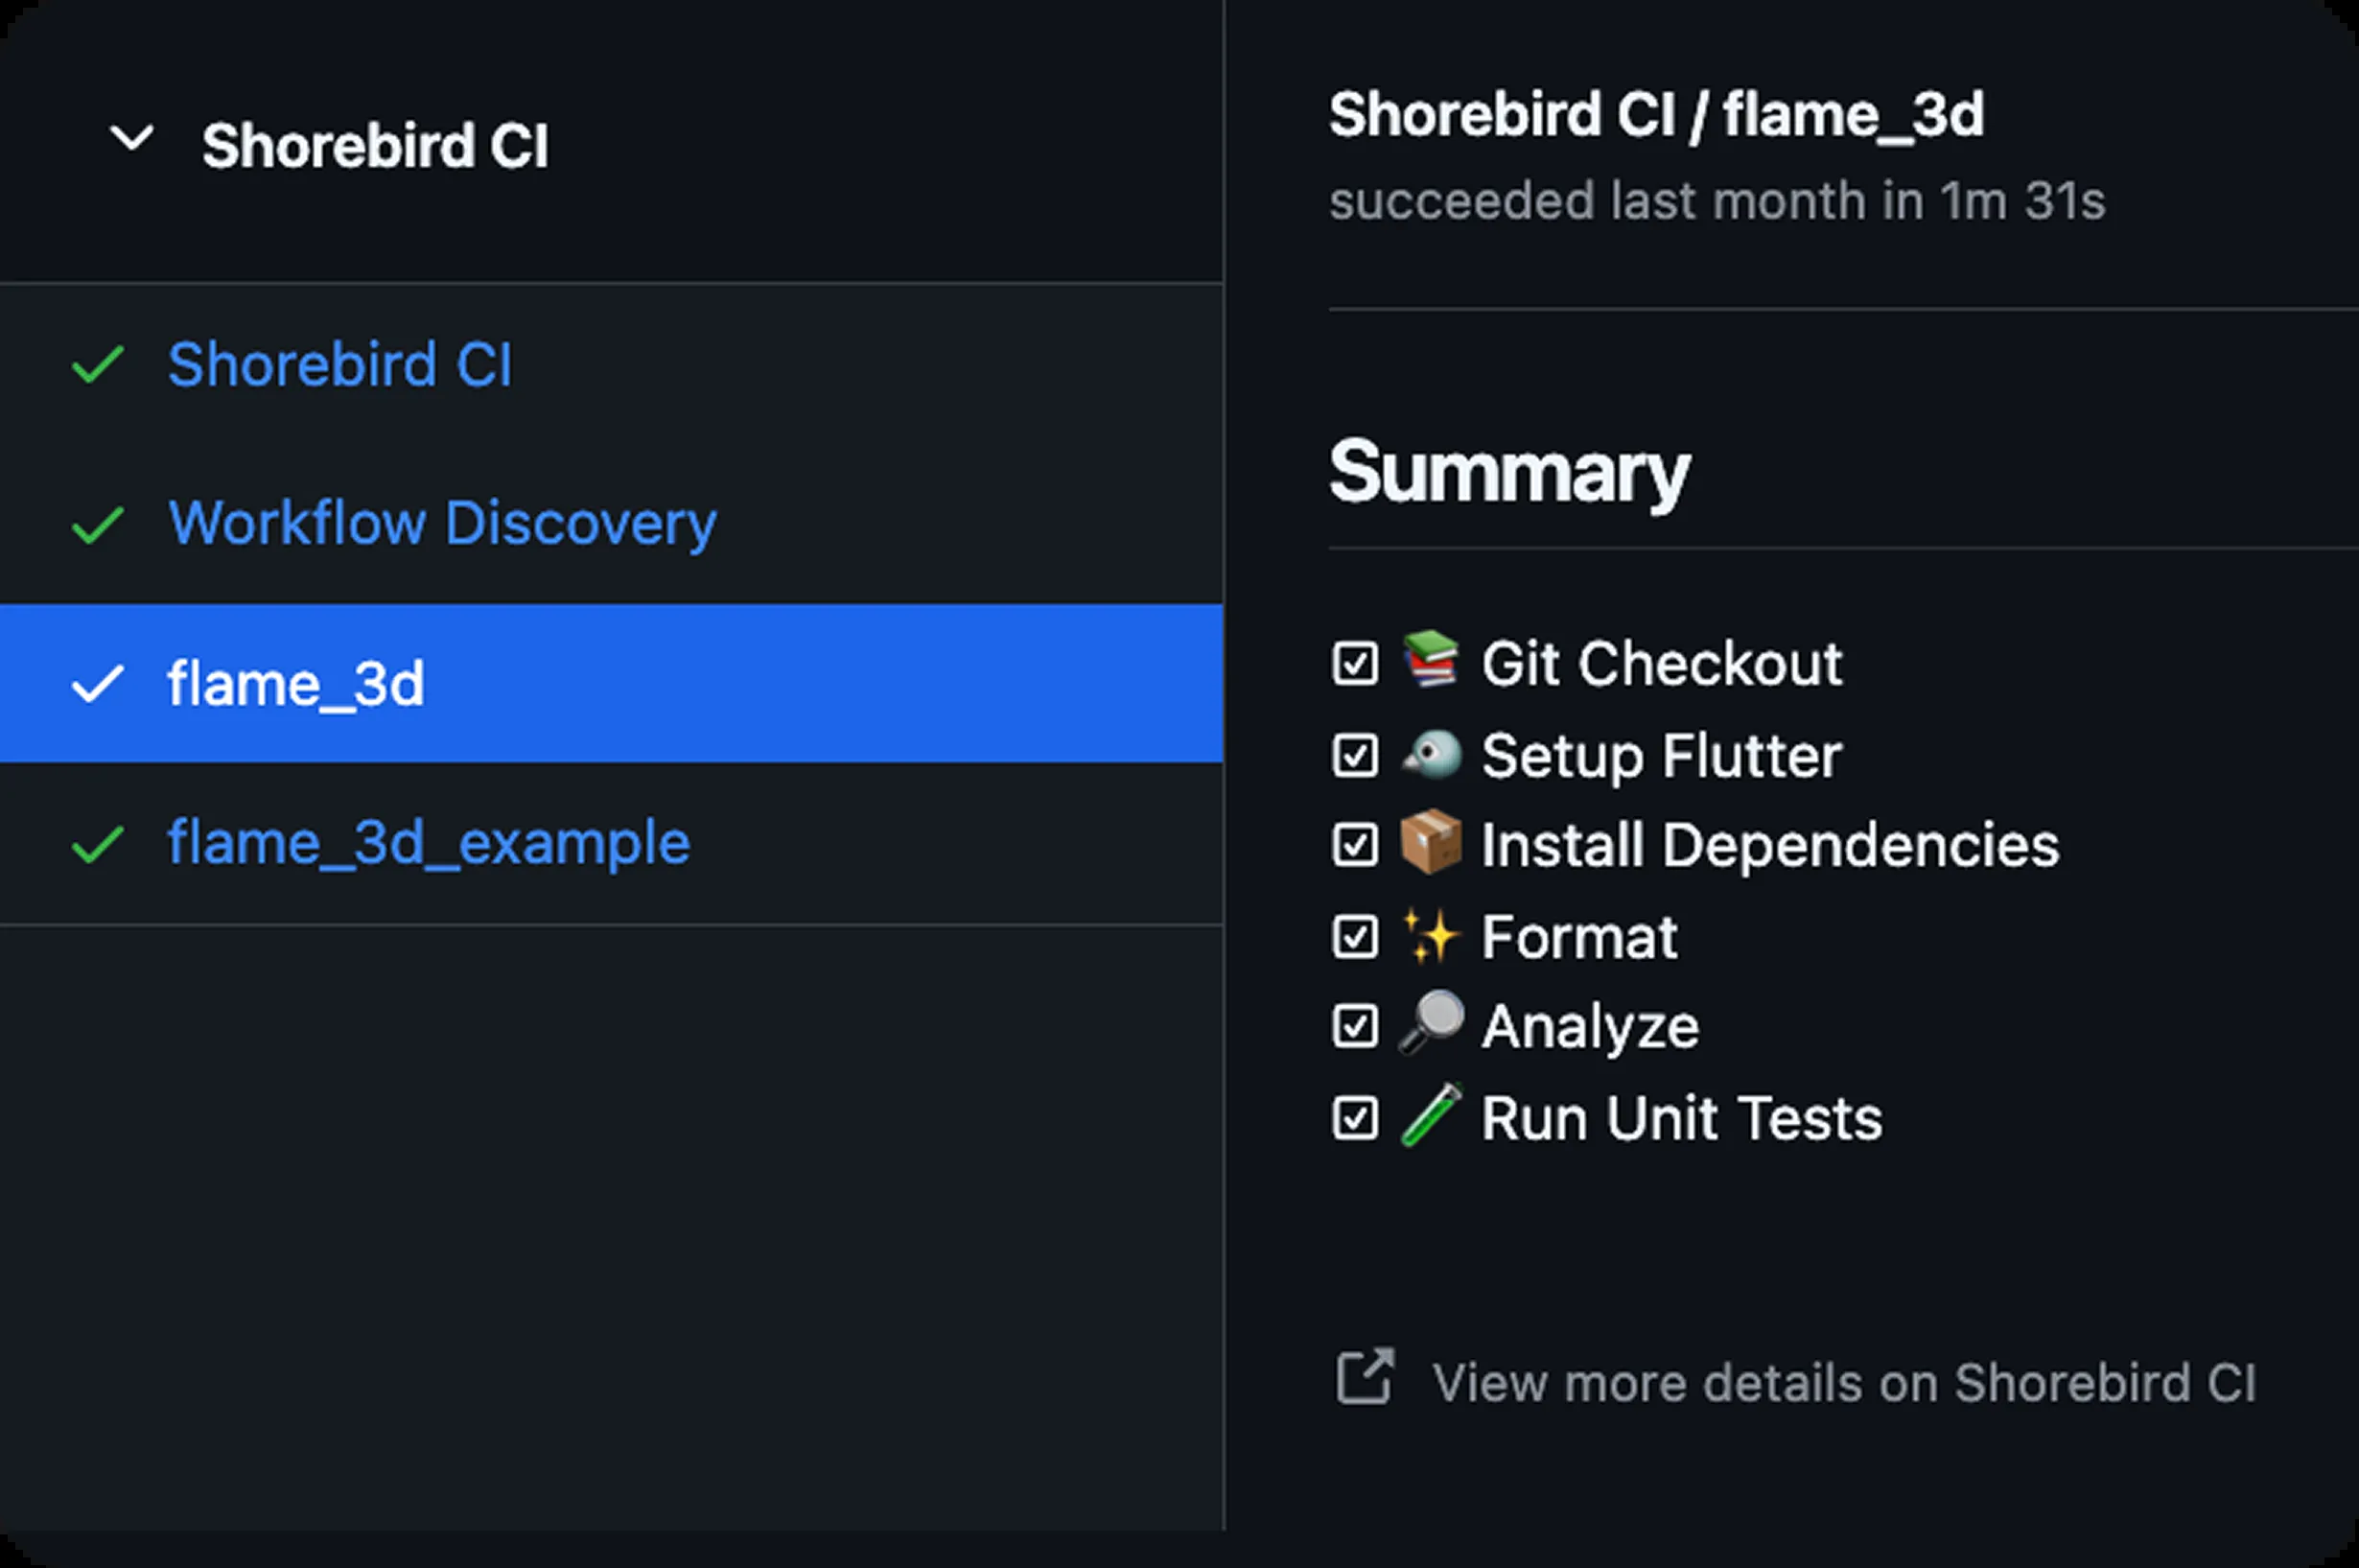 Shorebird CI
Shorebird CI
Workflow Discovery
flame_3d
flame_3d_example
Shorebird CI / flame_3d
succeeded last month in 1m 31s
Summary
Git Checkout
Setup Flutter
Install Dependencies
Format
Analyze
Run Unit Tests
View more details on Shorebird CI